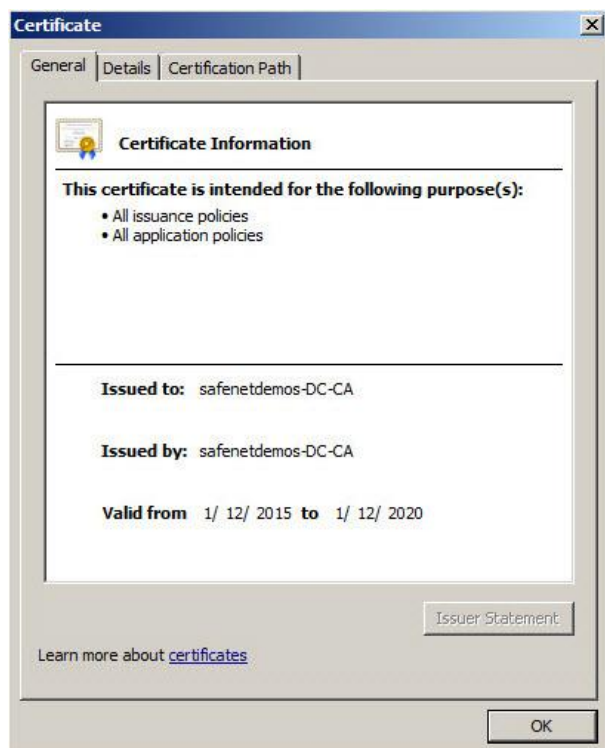 Certificate
General Details Certification Path
Certificate Information
This certificate is intended for the following purpose(s):
• All issuance policies
• All application policies
Issued to: safenetdemos-DC-CA
Issued by: safenetdemos-DC-CA
Valid from 1/ 12/ 2015 to 1/ 12/ 2020
Issuer Statement
Learn more about certificates
OK